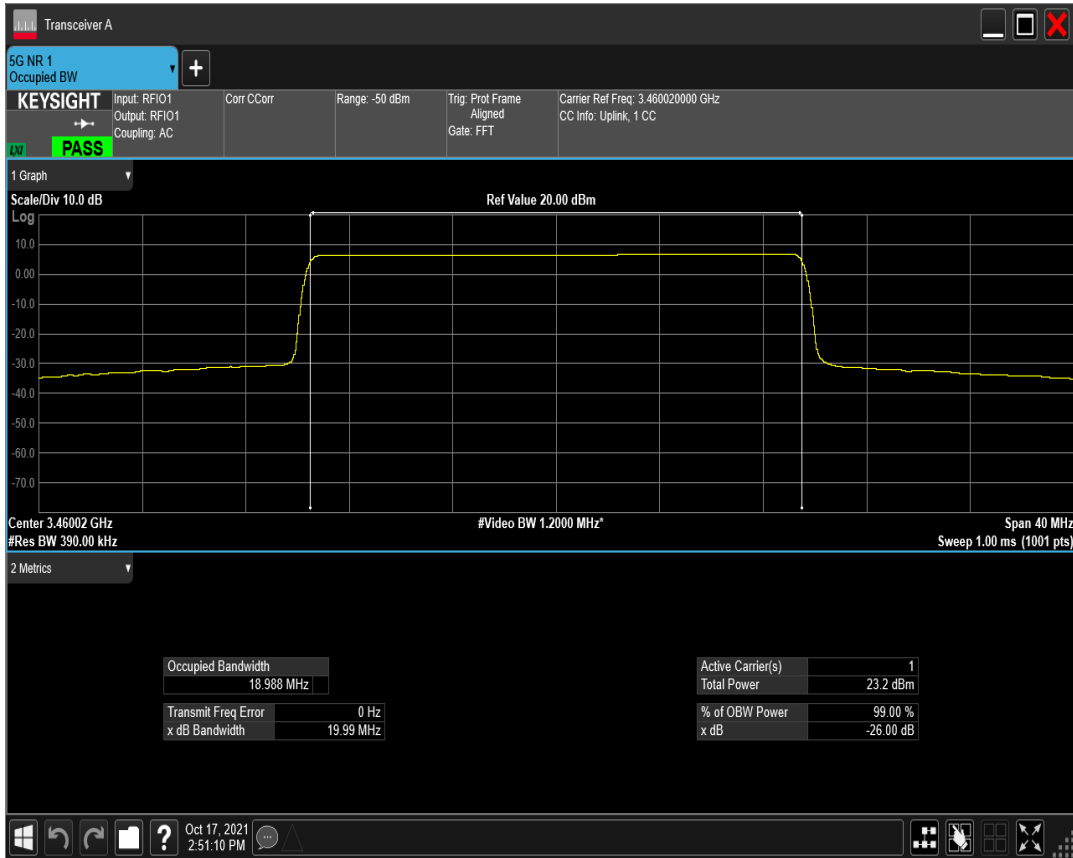 Transceiver A
5G NR 1
Occupied BW
+
KEYSIGHT
LXI
PASS
Input: RFIO1
Output: RFIO1
Coupling: AC
Corr CCorr
Range: -50 dBm
Trig: Prot Frame
Aligned
Gate: FFT
Carrier Ref Freq: 3.460020000 GHz
CC Info: Uplink, 1 CC
1 Graph
Scale/Div 10.0 dB
Ref Value 20.00 dBm
Log
10.0
0.00
-10.0
-20.0
-30.0
-40.0
-50.0
-60.0
-70.0
Center 3.46002 GHz
#Video BW 1.2000 MHz*
Span 40 MHz
#Res BW 390.00 kHz
Sweep 1.00 ms (1001 pts)
2 Metrics
Occupied Bandwidth
18.988 MHz
Transmit Freq Error 0 Hz
x dB Bandwidth 19.99 MHz
Active Carrier(s) 1
Total Power 23.2 dBm
% of OBW Power 99.00 %
x dB -26.00 dB
?
Oct 17, 2021
2:51:10 PM